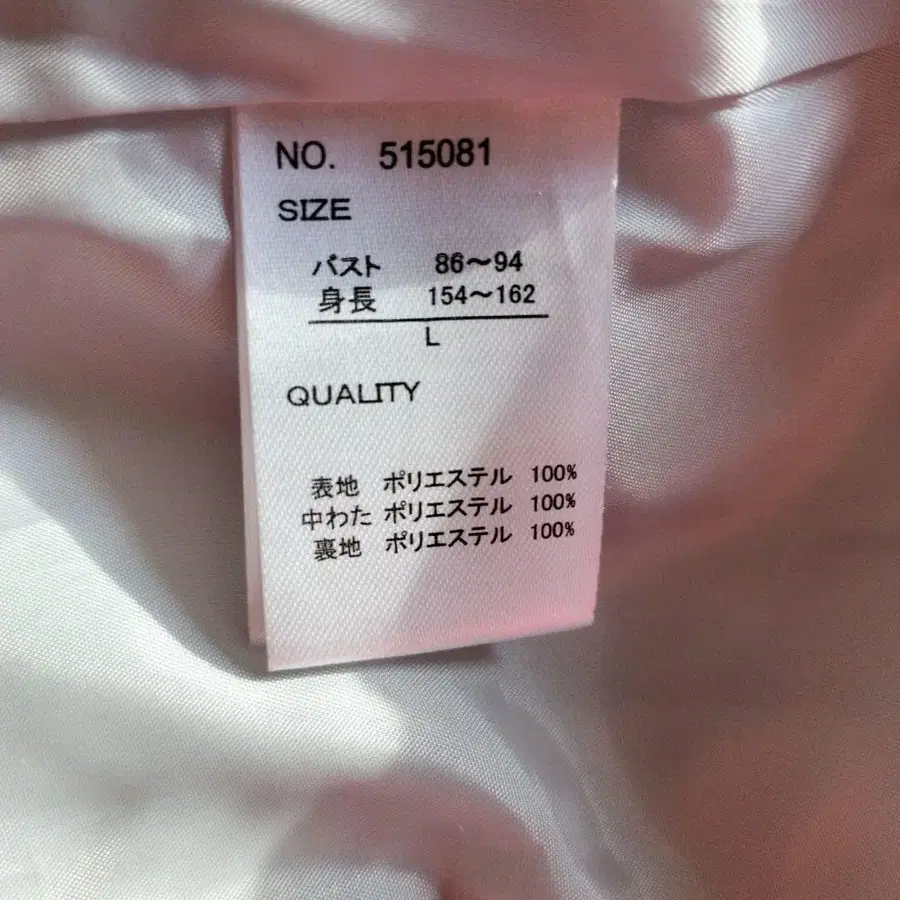 NO. 515081
SIZE
バスト 86～94
身長 154～162
L
QUALITY
表地 ポリエステル 100%
中わた ポリエステル 100%
裏地 ポリエステル 100%